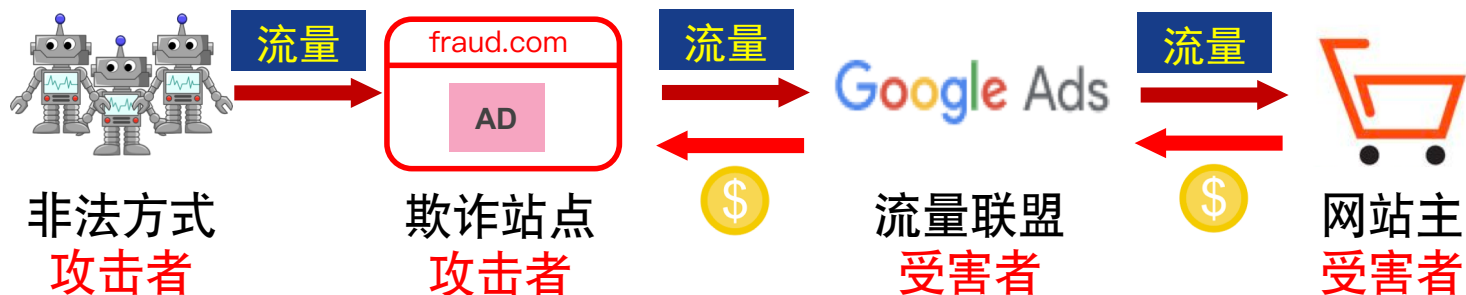 流量
fraud.com
AD
流量
Google Ads
流量
$
$
非法方式
攻击者
欺诈站点
攻击者
流量联盟
受害者
网站主
受害者